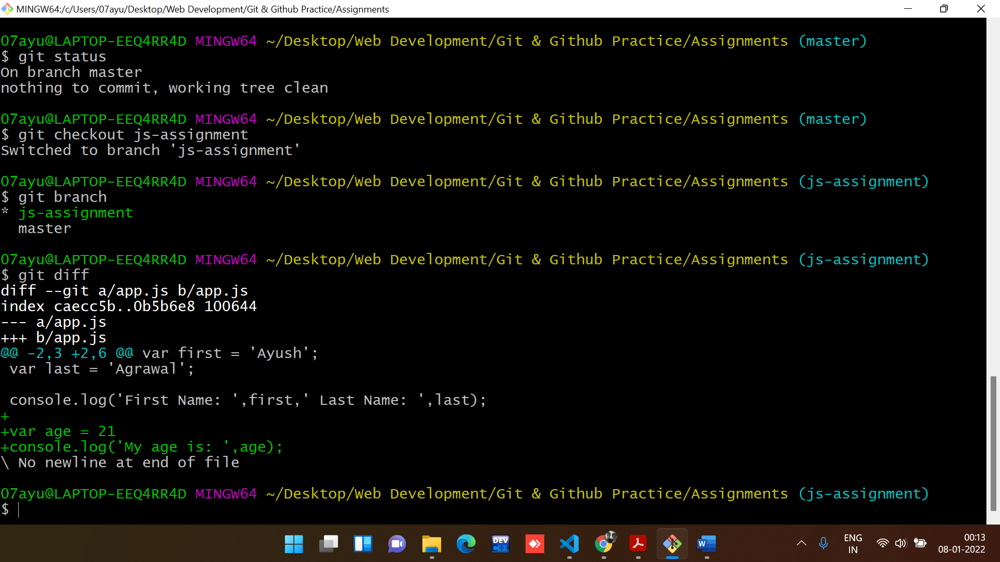 MINGW64:/c/Users/07ayu/Desktop/Web Development/Git & Github Practice/Assignments
07ayu@LAPTOP-EEQ4RR4D MINGW64 ~/Desktop/Web Development/Git & Github Practice/Assignments (master)
$ git status
On branch master
nothing to commit, working tree clean
07ayu@LAPTOP-EEQ4RR4D MINGW64 ~/Desktop/Web Development/Git & Github Practice/Assignments (master)
$ git checkout js-assignment
Switched to branch 'js-assignment'
07ayu@LAPTOP-EEQ4RR4D MINGW64 ~/Desktop/Web Development/Git & Github Practice/Assignments (js-assignment)
$ git branch
* js-assignment
  master
07ayu@LAPTOP-EEQ4RR4D MINGW64 ~/Desktop/Web Development/Git & Github Practice/Assignments (js-assignment)
$ git diff
diff --git a/app.js b/app.js
index caecc5b..0b5b6e8 100644
--- a/app.js
+++ b/app.js
@@ -2,3 +2,6 @@ var first = 'Ayush';
 var last = 'Agrawal';
 console.log('First Name: ',first,' Last Name: ',last);
+
+var age = 21
+console.log('My age is: ',age);
\ No newline at end of file
07ayu@LAPTOP-EEQ4RR4D MINGW64 ~/Desktop/Web Development/Git & Github Practice/Assignments (js-assignment)
$
DEV
C++
W
ENG
IN
00:13
08-01-2022